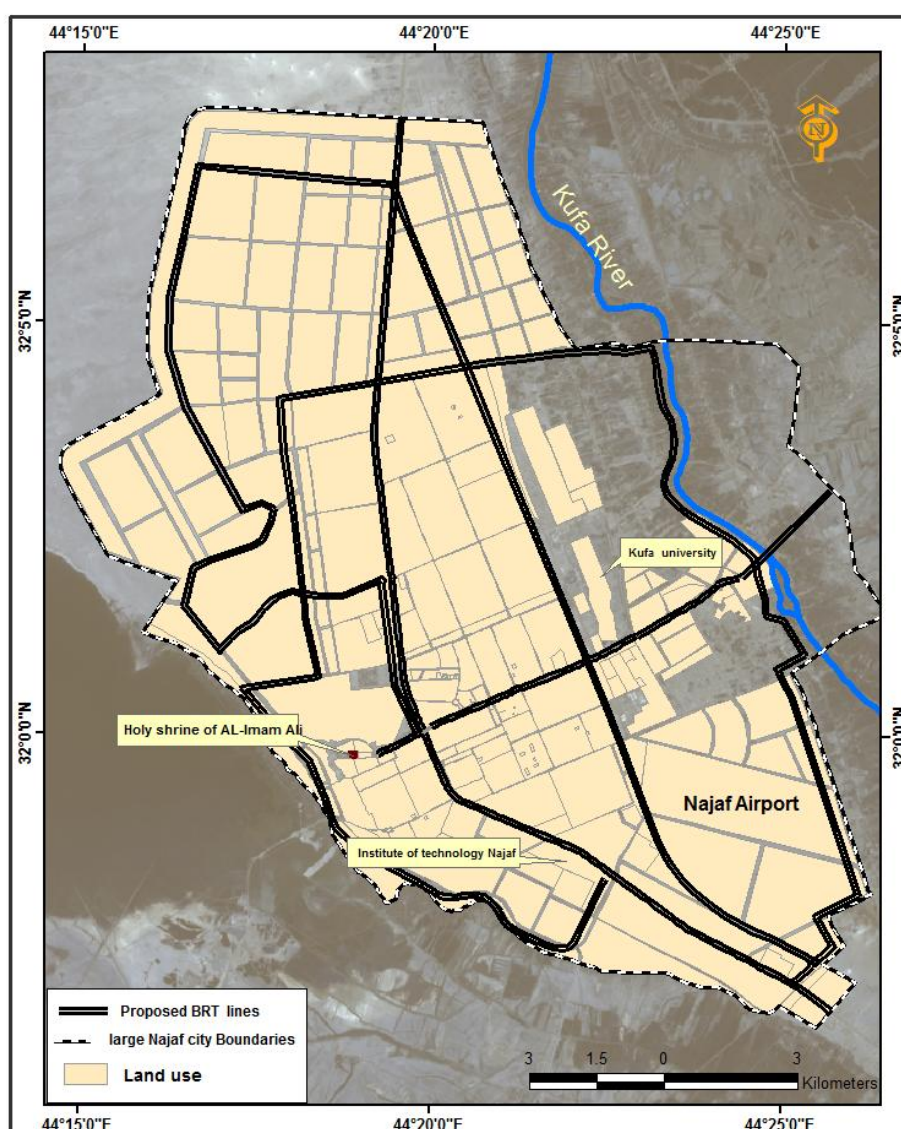 44°15'0"E 44°20'0"E 44°25'0"E
N
Kufa River
32°5'0"N 32°5'0"N
Kufa university
32°0'0"N 32°0'0"N
Holy shrine of AL-Imam Ali
Najaf Airport
Institute of technology Najaf
Proposed BRT lines
large Najaf city Boundaries
Land use
3 1.5 0 3
Kilometers
44°15'0"E 44°20'0"E 44°25'0"E